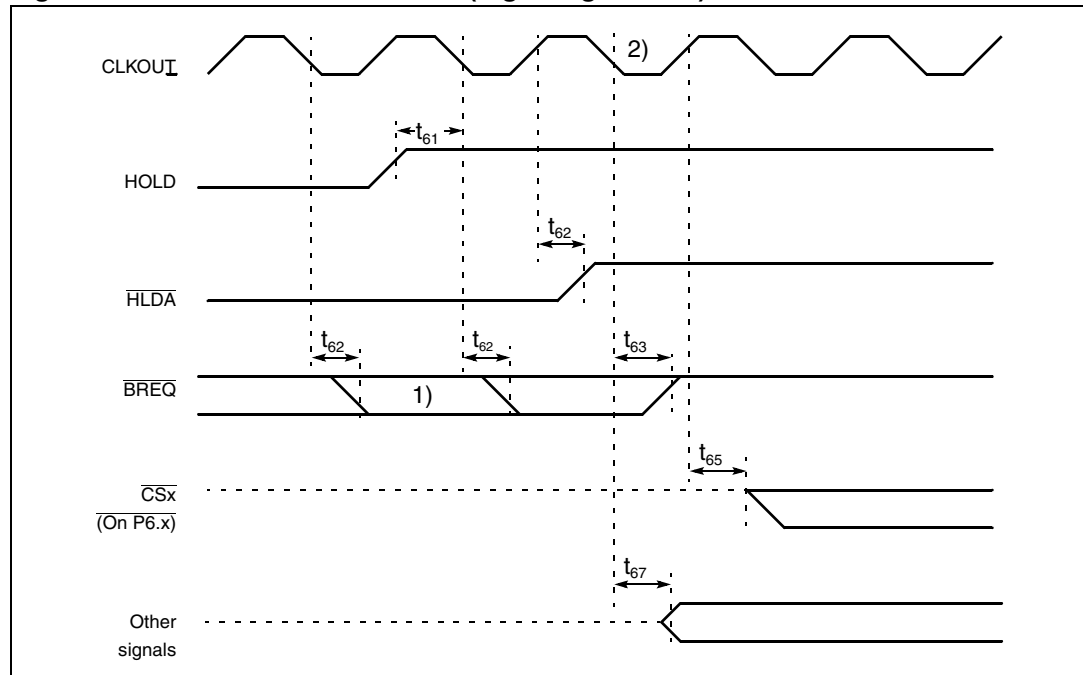 CLKOUT
2)
t61
HOLD
t62
HLDA
t62
t62
t63
BREQ
1)
t65
CSx
(On P6.x)
t67
Other
signals